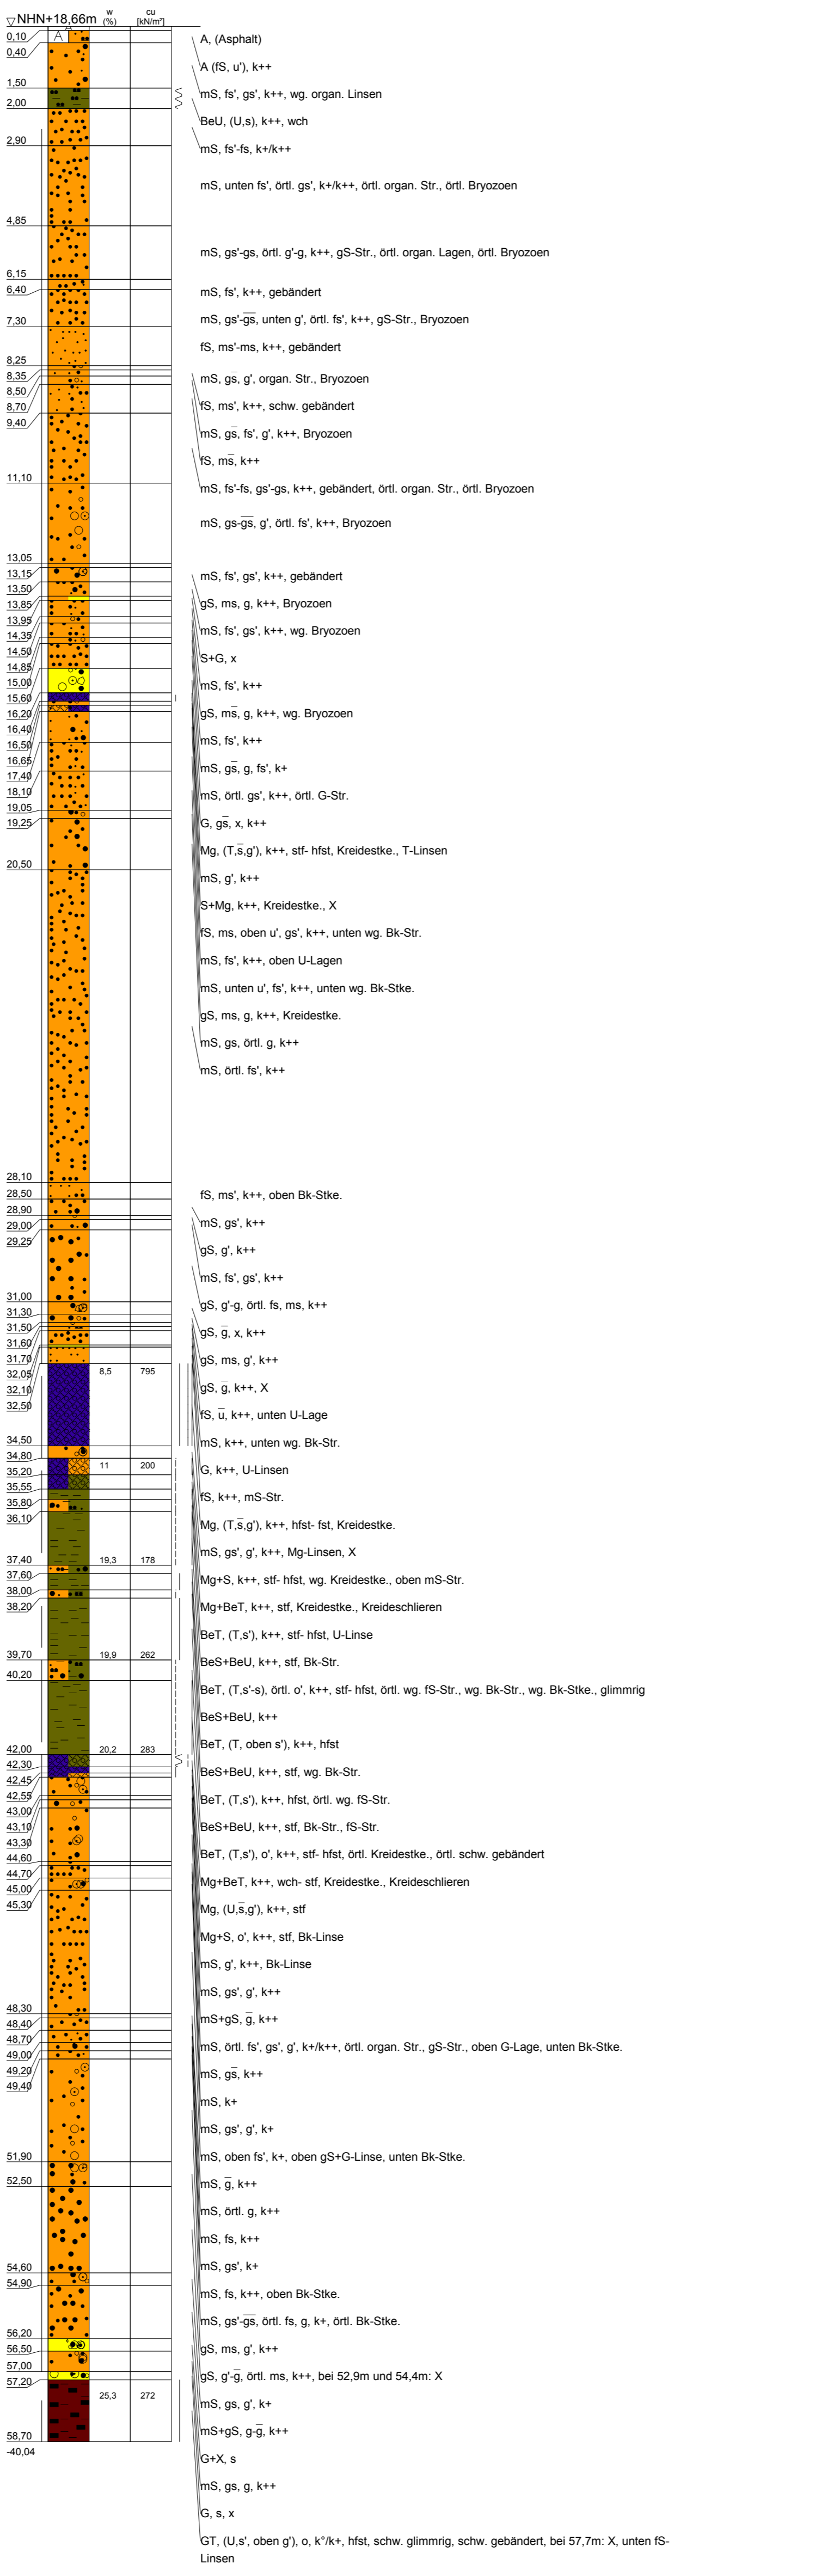 NHN+18,66m
w
(%)
cu
[kN/m²]
A
A
0,10
0,40
1,50
2,00
2,90
4,85
6,15
6,40
7,30
8,25
8,35
8,50
8,70
9,40
11,10
13,05
13,15
13,50
13,85
13,95
14,35
14,50
14,85
15,00
15,60
16,20
16,40
16,50
16,65
17,40
18,10
19,05
19,25
20,50
28,10
28,50
28,90
29,00
29,25
31,00
31,30
31,50
31,60
31,70
32,05
32,10
32,50
34,50
34,80
35,20
35,55
35,80
36,10
37,40
37,60
38,00
38,20
39,70
40,20
42,00
42,30
42,45
42,55
43,00
43,10
43,30
44,60
44,70
45,00
45,30
48,30
48,40
48,70
49,00
49,20
49,40
51,90
52,50
54,60
54,90
56,20
56,50
57,00
57,20
58,70
-40,04
8,5 795
11 200
19,3 178
19,9 262
20,2 283
25,3 272
A, (Asphalt)
A (fS, u'), k++
mS, fs', gs', k++, wg. organ. Linsen
BeU, (U,s), k++, wch
mS, fs'-fs, k+/k++
mS, unten fs', örtl. gs', k+/k++, örtl. organ. Str., örtl. Bryozoen
mS, gs'-gs, örtl. g'-g, k++, gS-Str., örtl. organ. Lagen, örtl. Bryozoen
mS, fs', k++, gebändert
mS, gs'-g̅s̅, unten g', örtl. fs', k++, gS-Str., Bryozoen
fS, ms'-ms, k++, gebändert
mS, gs̅, g', organ. Str., Bryozoen
fS, ms', k++, schw. gebändert
mS, gs̅, fs', g', k++, Bryozoen
fS, ms̅, k++
mS, fs'-fs, gs'-gs, k++, gebändert, örtl. organ. Str., örtl. Bryozoen
mS, gs-g̅s̅, g', örtl. fs', k++, Bryozoen
mS, fs', gs', k++, gebändert
gS, ms, g, k++, Bryozoen
mS, fs', gs', k++, wg. Bryozoen
S+G, x
mS, fs', k++
gS, ms̅, g, k++, wg. Bryozoen
mS, fs', k++
mS, gs̅, g, fs', k+
mS, örtl. gs', k++, örtl. G-Str.
G, gs̅, x, k++
Mg, (T,s̅,g'), k++, stf- hfst, Kreidestke., T-Linsen
mS, g', k++
S+Mg, k++, Kreidestke., X
fS, ms, oben u', gs', k++, unten wg. Bk-Str.
mS, fs', k++, oben U-Lagen
mS, unten u', fs', k++, unten wg. Bk-Stke.
gS, ms, g, k++, Kreidestke.
mS, gs, örtl. g, k++
mS, örtl. fs', k++
fS, ms', k++, oben Bk-Stke.
mS, gs', k++
gS, g', k++
mS, fs', gs', k++
gS, g'-g, örtl. fs, ms, k++
gS, g̅, x, k++
gS, ms, g', k++
gS, g̅, k++, X
fS, u̅, k++, unten U-Lage
mS, k++, unten wg. Bk-Str.
G, k++, U-Linsen
fS, k++, mS-Str.
Mg, (T,s̅,g'), k++, hfst- fst, Kreidestke.
mS, gs', g', k++, Mg-Linsen, X
Mg+S, k++, stf- hfst, wg. Kreidestke., oben mS-Str.
Mg+BeT, k++, stf, Kreidestke., Kreideschlieren
BeT, (T,s'), k++, stf- hfst, U-Linse
BeS+BeU, k++, stf, Bk-Str.
BeT, (T,s'-s), örtl. o', k++, stf- hfst, örtl. wg. fS-Str., wg. Bk-Str., wg. Bk-Stke., glimmrig
BeS+BeU, k++
BeT, (T, oben s'), k++, hfst
BeS+BeU, k++, stf, wg. Bk-Str.
BeT, (T,s'), k++, hfst, örtl. wg. fS-Str.
BeS+BeU, k++, stf, Bk-Str., fS-Str.
BeT, (T,s'), o', k++, stf- hfst, örtl. Kreidestke., örtl. schw. gebändert
Mg+BeT, k++, wch- stf, Kreidestke., Kreideschlieren
Mg, (U,s̅,g'), k++, stf
Mg+S, o', k++, stf, Bk-Linse
mS, g', k++, Bk-Linse
mS, gs', g', k++
mS+gS, g̅, k++
mS, örtl. fs', gs', g', k+/k++, örtl. organ. Str., gS-Str., oben G-Lage, unten Bk-Stke.
mS, gs̅, k++
mS, k+
mS, gs', g', k+
mS, oben fs', k+, oben gS+G-Linse, unten Bk-Stke.
mS, g̅, k++
mS, örtl. g, k++
mS, fs, k++
mS, gs', k+
mS, fs, k++, oben Bk-Stke.
mS, gs'-g̅s̅, örtl. fs, g, k+, örtl. Bk-Stke.
gS, ms, g', k++
gS, g'-g̅, örtl. ms, k++, bei 52,9m und 54,4m: X
mS, gs, g', k+
mS+gS, g-g̅, k++
G+X, s
mS, gs, g, k++
G, s, x
GT, (U,s', oben g'), o, k°/k+, hfst, schw. glimmrig, schw. gebändert, bei 57,7m: X, unten fS-
Linsen